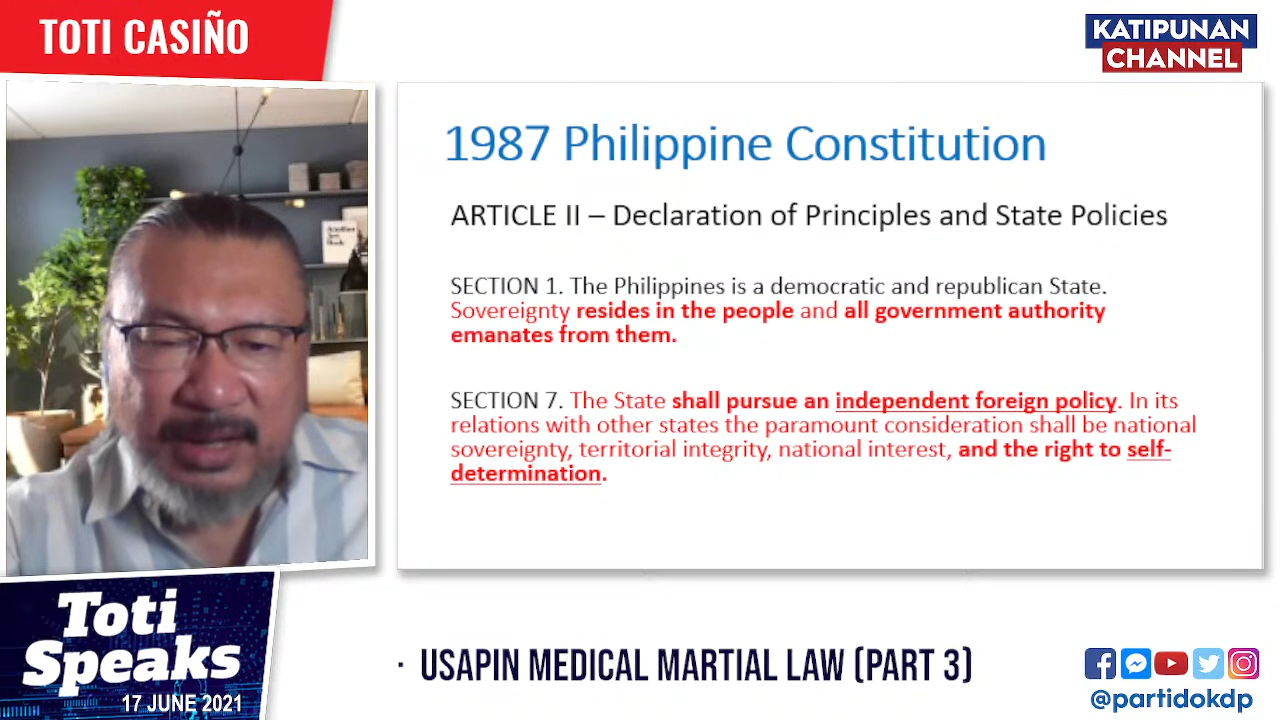 TOTI CASIÑO
KATIPUNAN
CHANNEL
1987 Philippine Constitution
ARTICLE II – Declaration of Principles and State Policies
SECTION 1. The Philippines is a democratic and republican State.
Sovereignty resides in the people and all government authority
emanates from them.
SECTION 7. The State shall pursue an independent foreign policy. In its
relations with other states the paramount consideration shall be national
sovereignty, territorial integrity, national interest, and the right to self-
determination.
Another
Art
Book
Toti
Speaks
17 JUNE 2021
· USAPIN MEDICAL MARTIAL LAW (PART 3)
@partidokdp